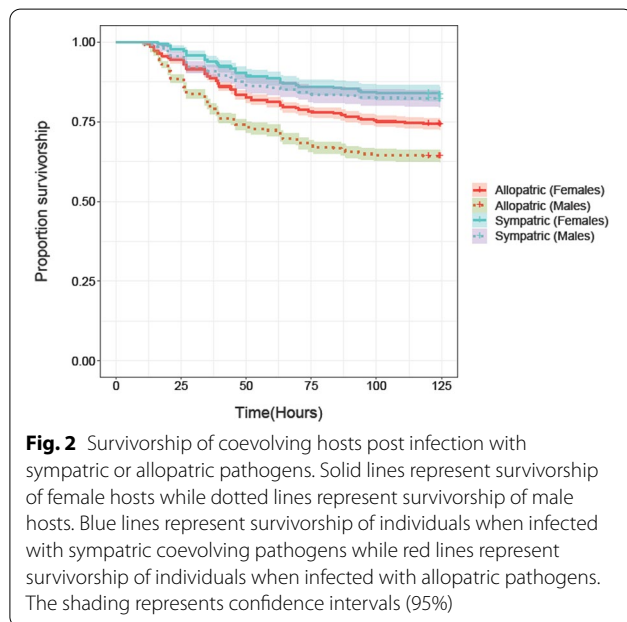 1.00
0.75
0.50
0.25
0.00
Proportion survivorship
0 25 50 75 100 125
Time(Hours)
Allopatric (Females)
Allopatric (Males)
Sympatric (Females)
Sympatric (Males)
Fig. 2 Survivorship of coevolving hosts post infection with
sympatric or allopatric pathogens. Solid lines represent survivorship
of female hosts while dotted lines represent survivorship of male
hosts. Blue lines represent survivorship of individuals when infected
with sympatric coevolving pathogens while red lines represent
survivorship of individuals when infected with allopatric pathogens.
The shading represents confidence intervals (95%)